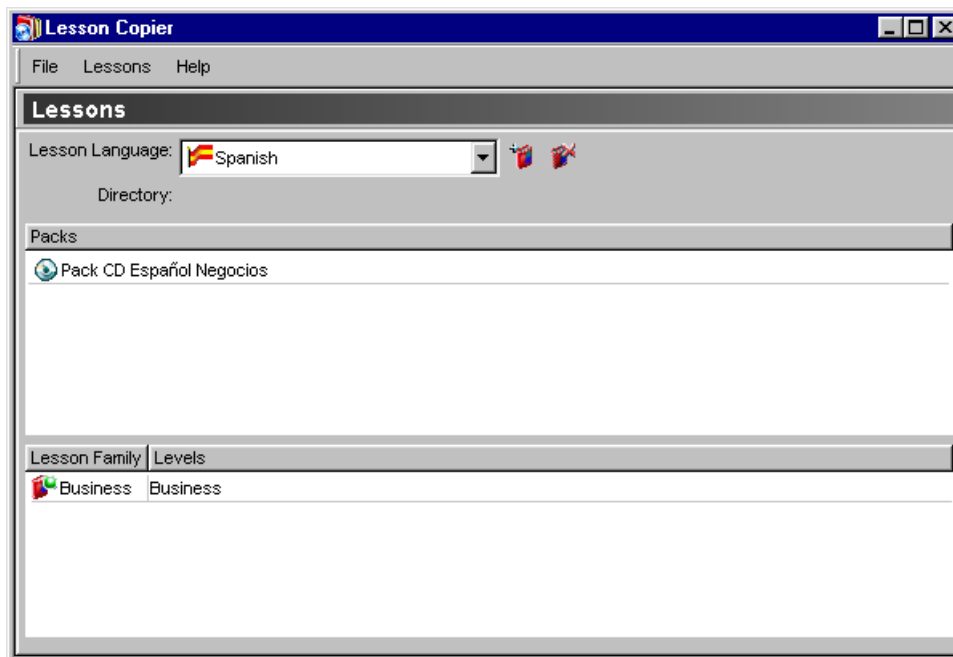 Lesson Copier
File Lessons Help
Lessons
Lesson Language: Spanish
Directory:
Packs
Pack CD Español Negocios
Lesson Family Levels
Business Business